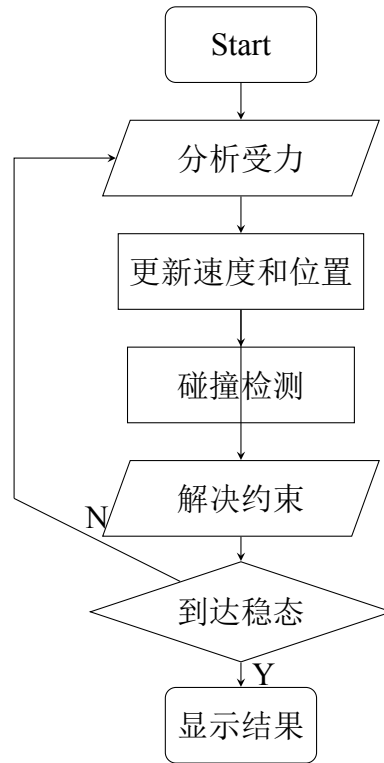 Start
分析受力
更新速度和位置
碰撞检测
解决约束
N
到达稳态
Y
显示结果